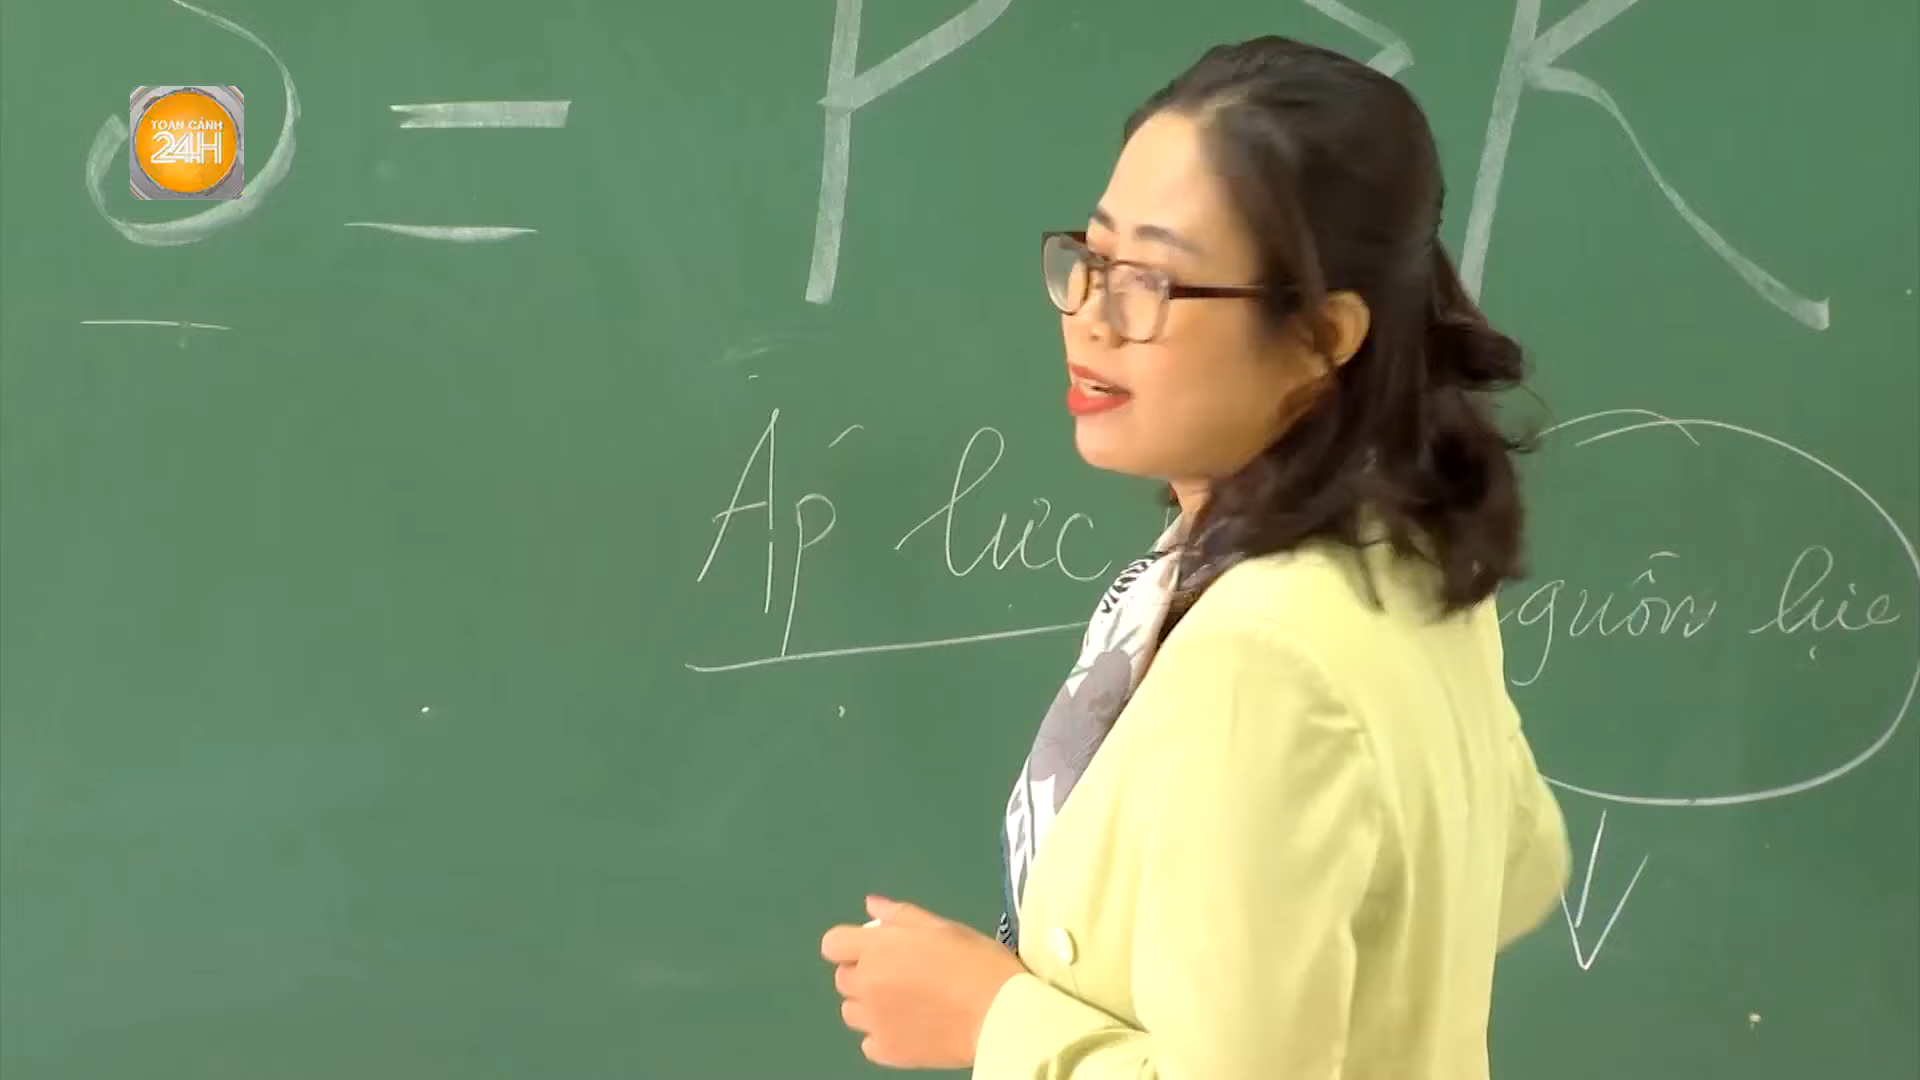 S = P > K
TOÀN CẢNH
24H
Áp lực
nguồn lực